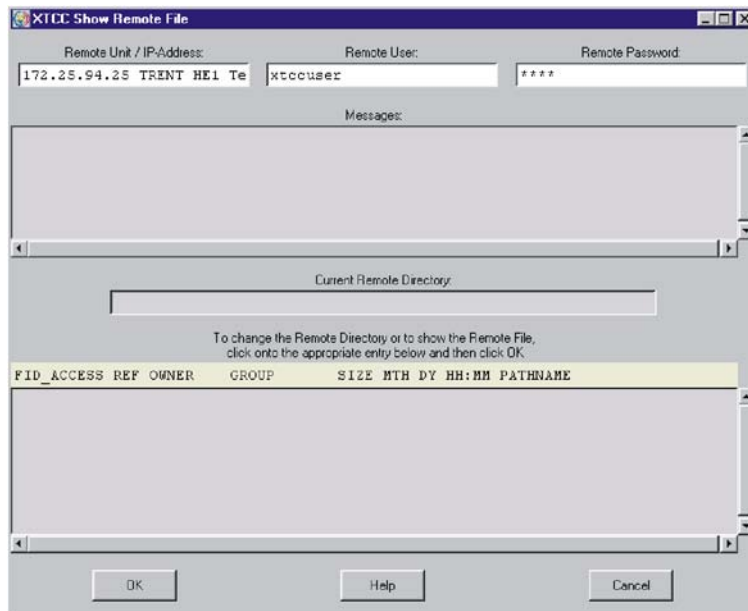 XTCC Show Remote File
Remote Unit / IP-Address: Remote User: Remote Password:
172.25.94.25 TRENT HE1 Te xtccuser ****
Messages:
Current Remote Directory:
To change the Remote Directory or to show the Remote File,
click onto the appropriate entry below and then click OK
FID_ACCESS REF OWNER GROUP SIZE MTH DY HH:MM PATHNAME
OK Help Cancel